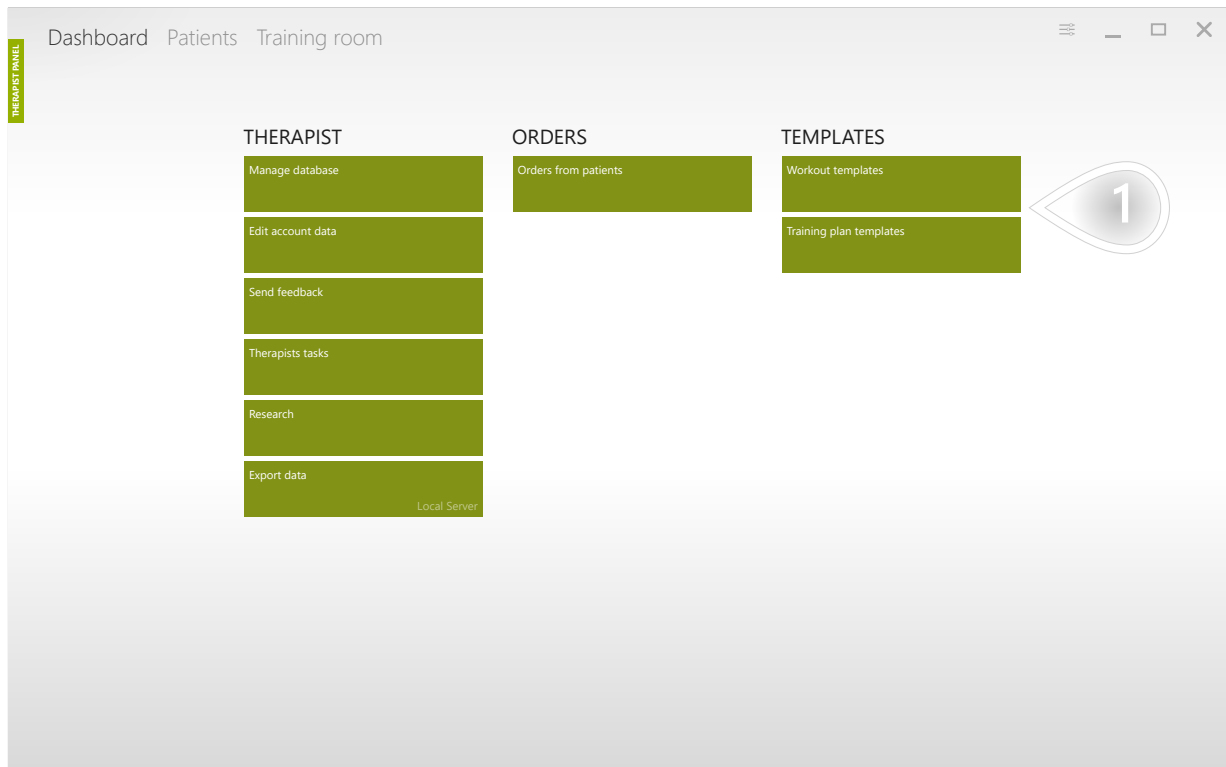 Dashboard Patients Training room
THERAPIST PANEL
THERAPIST
Manage database
Edit account data
Send feedback
Therapists tasks
Research
Export data
Local Server
ORDERS
Orders from patients
TEMPLATES
Workout templates
Training plan templates
1